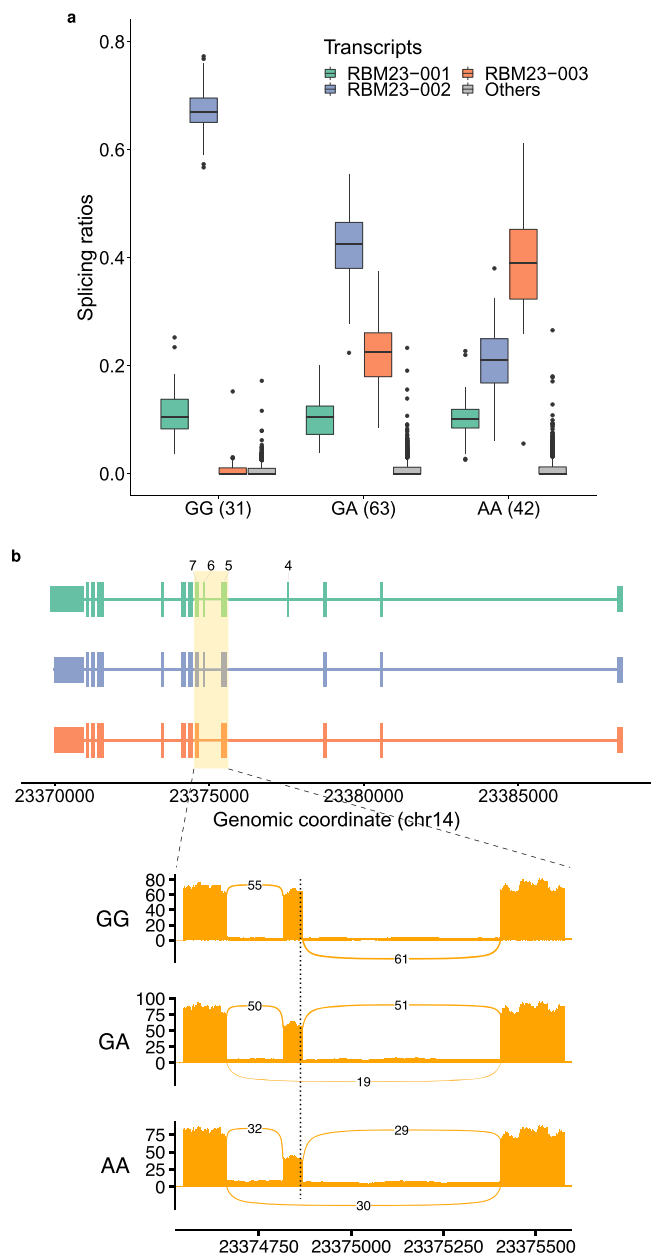 a
Transcripts
RBM23−001
RBM23−003
RBM23−002
Others
Splicing ratios
0.8
0.6
0.4
0.2
0.0
GG (31)
GA (63)
AA (42)
b
7
6
5
4
23370000
23375000
23380000
23385000
Genomic coordinate (chr14)
GG
80
60
40
20
0
55
61
GA
100
75
50
25
0
50
51
19
AA
75
50
25
0
32
29
30
23374750
23375000
23375250
23375500